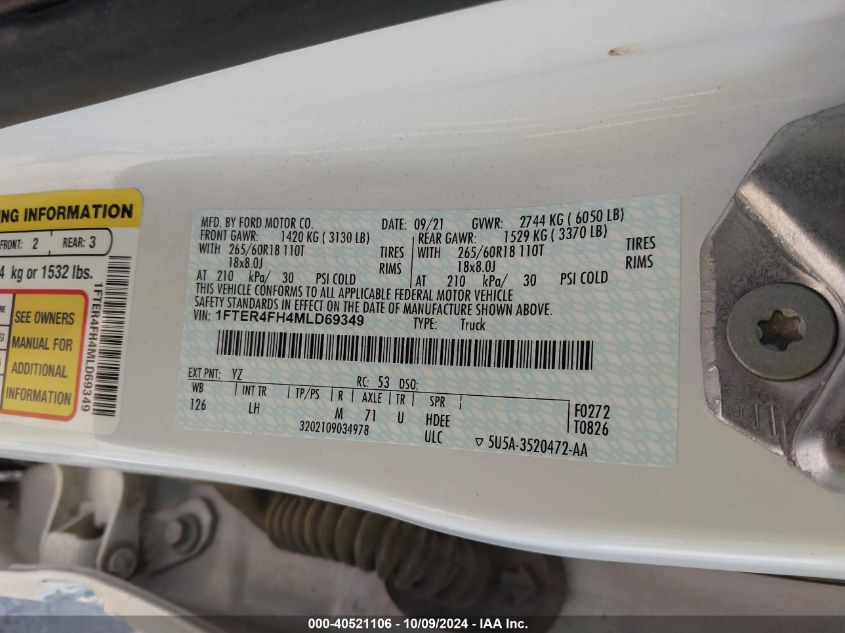 NG INFORMATION
FRONT: 2 REAR: 3
4 kg or 1532 lbs.
SEE OWNERS
MANUAL FOR
ADDITIONAL
INFORMATION
1FTER4FH4MLD69349
MFD. BY FORD MOTOR CO. DATE: 09/21 GVWR: 2744 KG ( 6050 LB)
FRONT GAWR: 1420 KG ( 3130 LB) REAR GAWR: 1529 KG ( 3370 LB)
WITH 265/60R18 110T TIRES WITH 265/60R18 110T TIRES
18x8.0J RIMS 18x8.0J RIMS
AT 210 kPa/ 30 PSI COLD AT 210 kPa/ 30 PSI COLD
THIS VEHICLE CONFORMS TO ALL APPLICABLE FEDERAL MOTOR VEHICLE
SAFETY STANDARDS IN EFFECT ON THE DATE OF MANUFACTURE SHOWN ABOVE.
VIN: 1FTER4FH4MLD69349 TYPE: Truck
EXT PNT: YZ RC: 53 DSO:
WB INT TR TP/PS R AXLE TR SPR F0272
126 LH M 71 U HDEE T0826
3202109034978 ULC ▽ 5U5A-3520472-AA
000-40521106 - 10/09/2024 - IAA Inc.